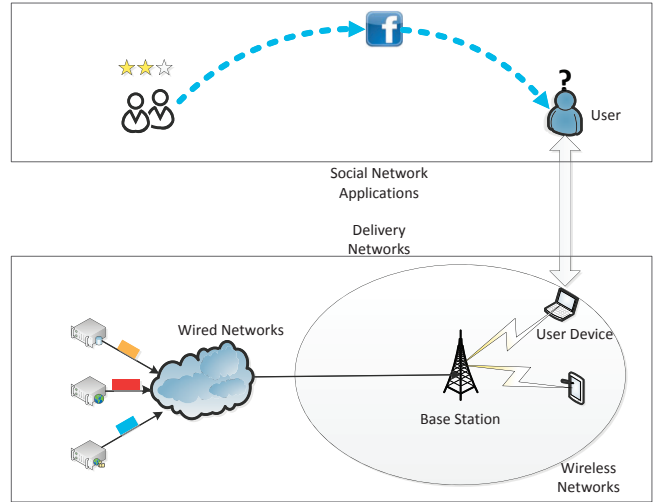 f
?
User
Social Network
Applications
Delivery
Networks
Wired Networks
User Device
Base Station
Wireless
Networks